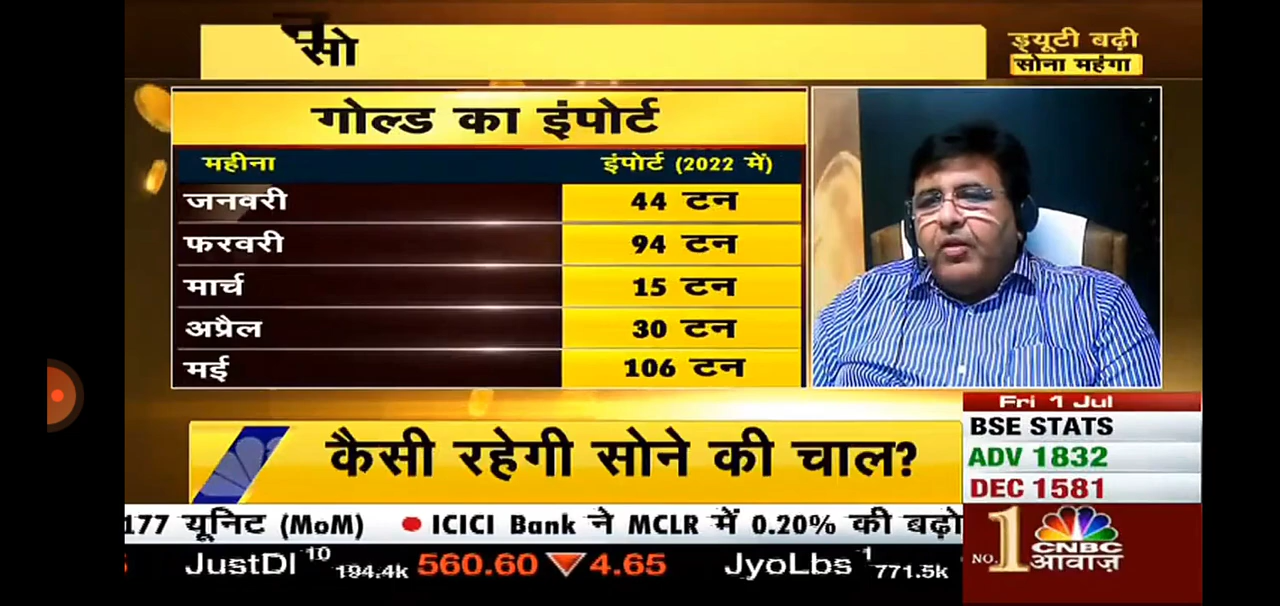 सो
ड्यूटी बढ़ी
सोना महंगा
गोल्ड का इंपोर्ट
महीना इंपोर्ट (2022 में)
जनवरी 44 टन
फरवरी 94 टन
मार्च 15 टन
अप्रैल 30 टन
मई 106 टन
Fri 1 Jul
BSE STATS
ADV 1832
DEC 1581
कैसी रहेगी सोने की चाल?
177 यूनिट (MoM) ICICI Bank ने MCLR में 0.20% की बढ़ो
JustDl 10 194.4k 560.60 4.65 JyoLbs 1 771.5k
NO. 1 CNBC
आवाज़